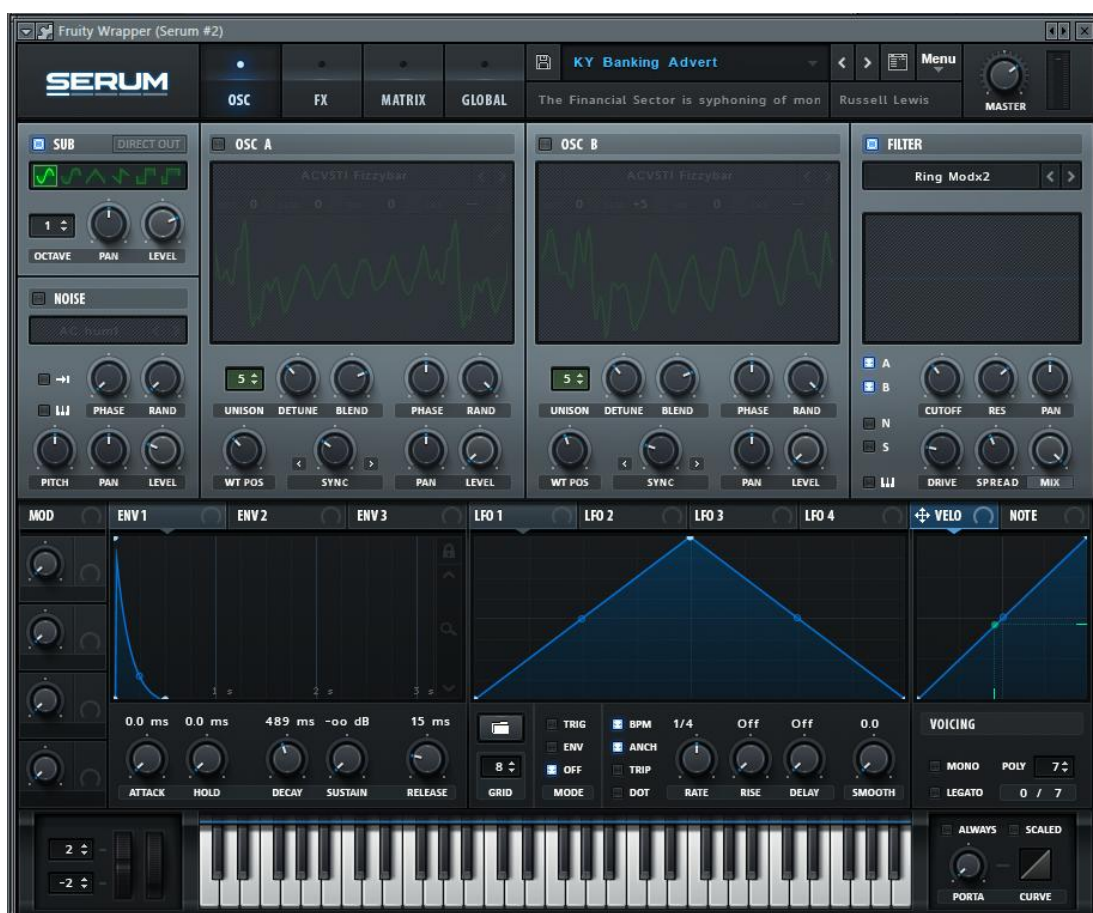 Fruity Wrapper (Serum #2)
SERUM
OSC FX MATRIX GLOBAL
KY Banking Advert
Menu
The Financial Sector is syphoning of mon
Russell Lewis
MASTER
SUB DIRECT OUT
1
OCTAVE PAN LEVEL
NOISE
AC hum1
PHASE RAND
PITCH PAN LEVEL
OSC A
ACVSTI Fizzybar
0 0 0 --
5
UNISON DETUNE BLEND PHASE RAND
WT POS SYNC PAN LEVEL
OSC B
ACVSTI Fizzybar
0 +5 0 --
5
UNISON DETUNE BLEND PHASE RAND
WT POS SYNC PAN LEVEL
FILTER
Ring Modx2
A
B
N
S
CUTOFF RES PAN
DRIVE SPREAD MIX
MOD ENV 1 ENV 2 ENV 3 LFO 1 LFO 2 LFO 3 LFO 4 VELO NOTE
1 s 2 s 3 s
0.0 ms 0.0 ms 489 ms -oo dB 15 ms
ATTACK HOLD DECAY SUSTAIN RELEASE
8
GRID
TRIG
ENV
OFF
MODE
BPM
ANCH
TRIP
DOT
1/4 Off Off 0.0
RATE RISE DELAY SMOOTH
VOICING
MONO POLY 7
LEGATO 0 / 7
2
-2
ALWAYS SCALED
PORTA CURVE